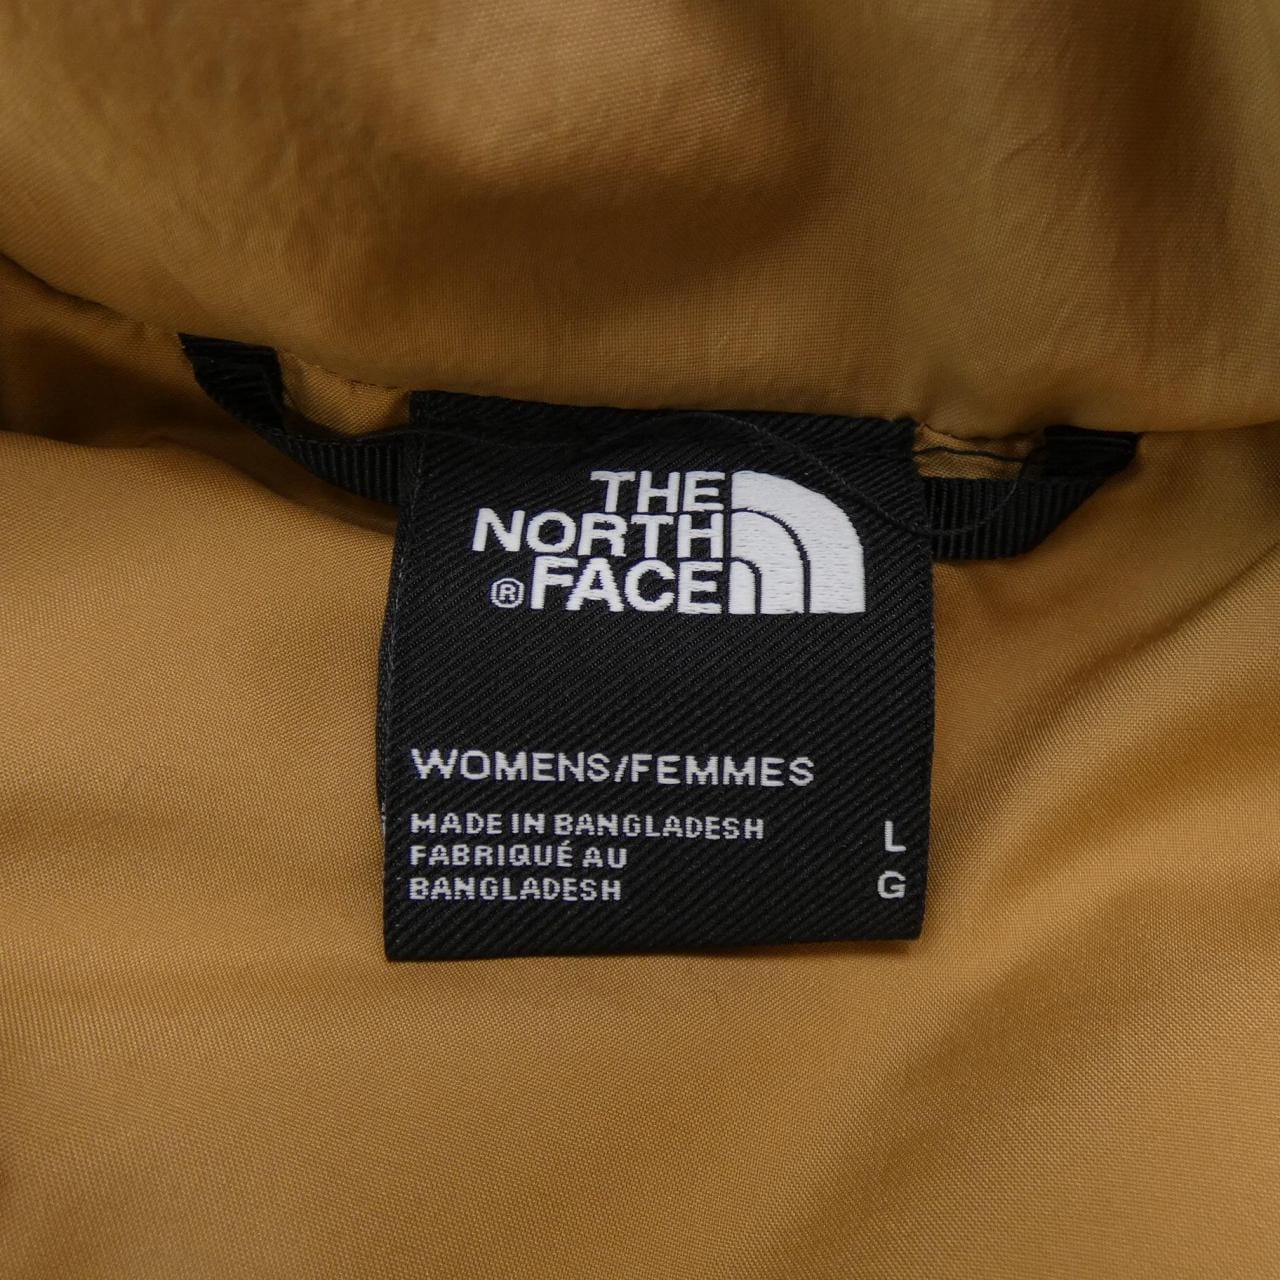 THE
NORTH
®FACE
WOMENS/FEMMES
MADE IN BANGLADESH
FABRIQUÉ AU
BANGLADESH
L
G